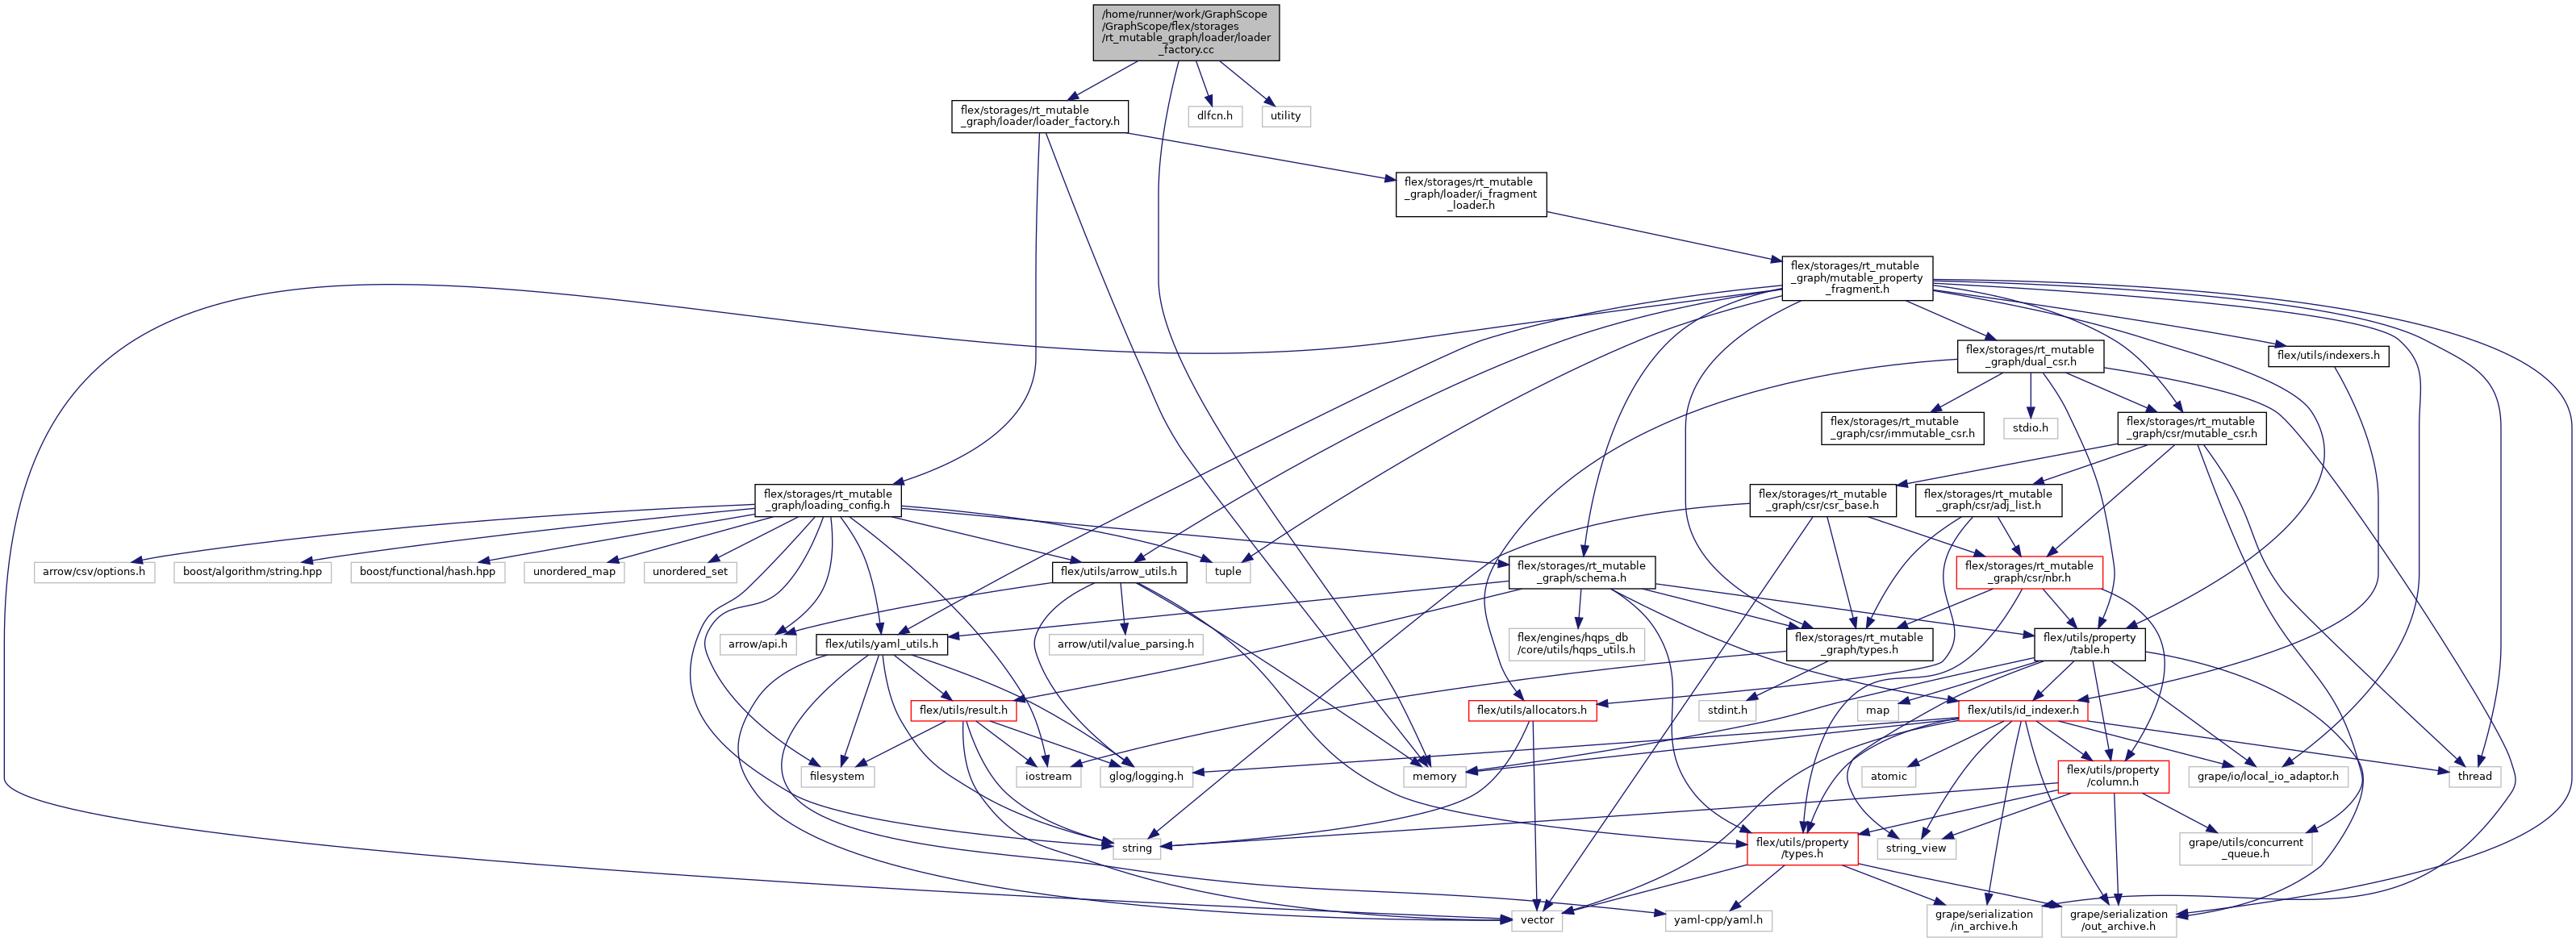 /home/runner/work/GraphScope
/GraphScope/flex/storages
/rt_mutable_graph/loader/loader
_factory.cc
flex/storages/rt_mutable
_graph/loader/loader_factory.h
dlfcn.h
utility
flex/storages/rt_mutable
_graph/loader/i_fragment
_loader.h
flex/storages/rt_mutable
_graph/mutable_property
_fragment.h
flex/storages/rt_mutable
_graph/dual_csr.h
flex/utils/indexers.h
flex/storages/rt_mutable
_graph/csr/immutable_csr.h
stdio.h
flex/storages/rt_mutable
_graph/csr/mutable_csr.h
flex/storages/rt_mutable
_graph/loading_config.h
flex/storages/rt_mutable
_graph/csr/csr_base.h
flex/storages/rt_mutable
_graph/csr/adj_list.h
arrow/csv/options.h
boost/algorithm/string.hpp
boost/functional/hash.hpp
unordered_map
unordered_set
flex/utils/arrow_utils.h
tuple
flex/storages/rt_mutable
_graph/schema.h
flex/storages/rt_mutable
_graph/csr/nbr.h
arrow/api.h
flex/utils/yaml_utils.h
arrow/util/value_parsing.h
flex/engines/hqps_db
/core/utils/hqps_utils.h
flex/storages/rt_mutable
_graph/types.h
flex/utils/property
/table.h
flex/utils/result.h
flex/utils/allocators.h
stdint.h
map
flex/utils/id_indexer.h
filesystem
iostream
glog/logging.h
memory
atomic
flex/utils/property
/column.h
grape/io/local_io_adaptor.h
thread
string
flex/utils/property
/types.h
string_view
grape/utils/concurrent
_queue.h
vector
yaml-cpp/yaml.h
grape/serialization
/in_archive.h
grape/serialization
/out_archive.h